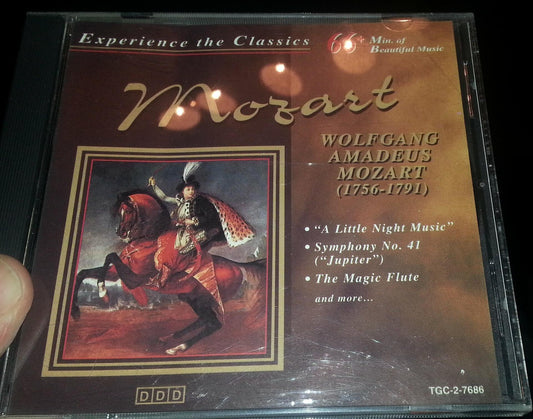 Experience the Classics
66+ Min. of
Beautiful Music
Mozart
WOLFGANG
AMADEUS
MOZART
(1756-1791)
• "A Little Night Music"
• Symphony No. 41
("Jupiter")
• The Magic Flute
and more...
DDD
TGC-2-7686